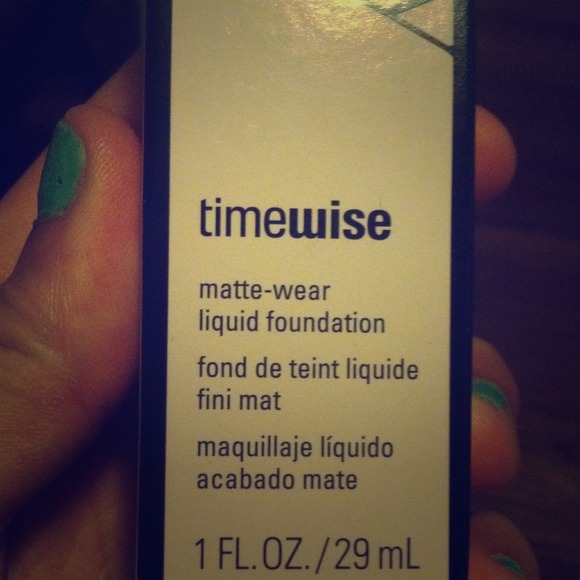 timewise
matte-wear
liquid foundation
fond de teint liquide
fini mat
maquillaje líquido
acabado mate
1 FL. OZ. / 29 mL